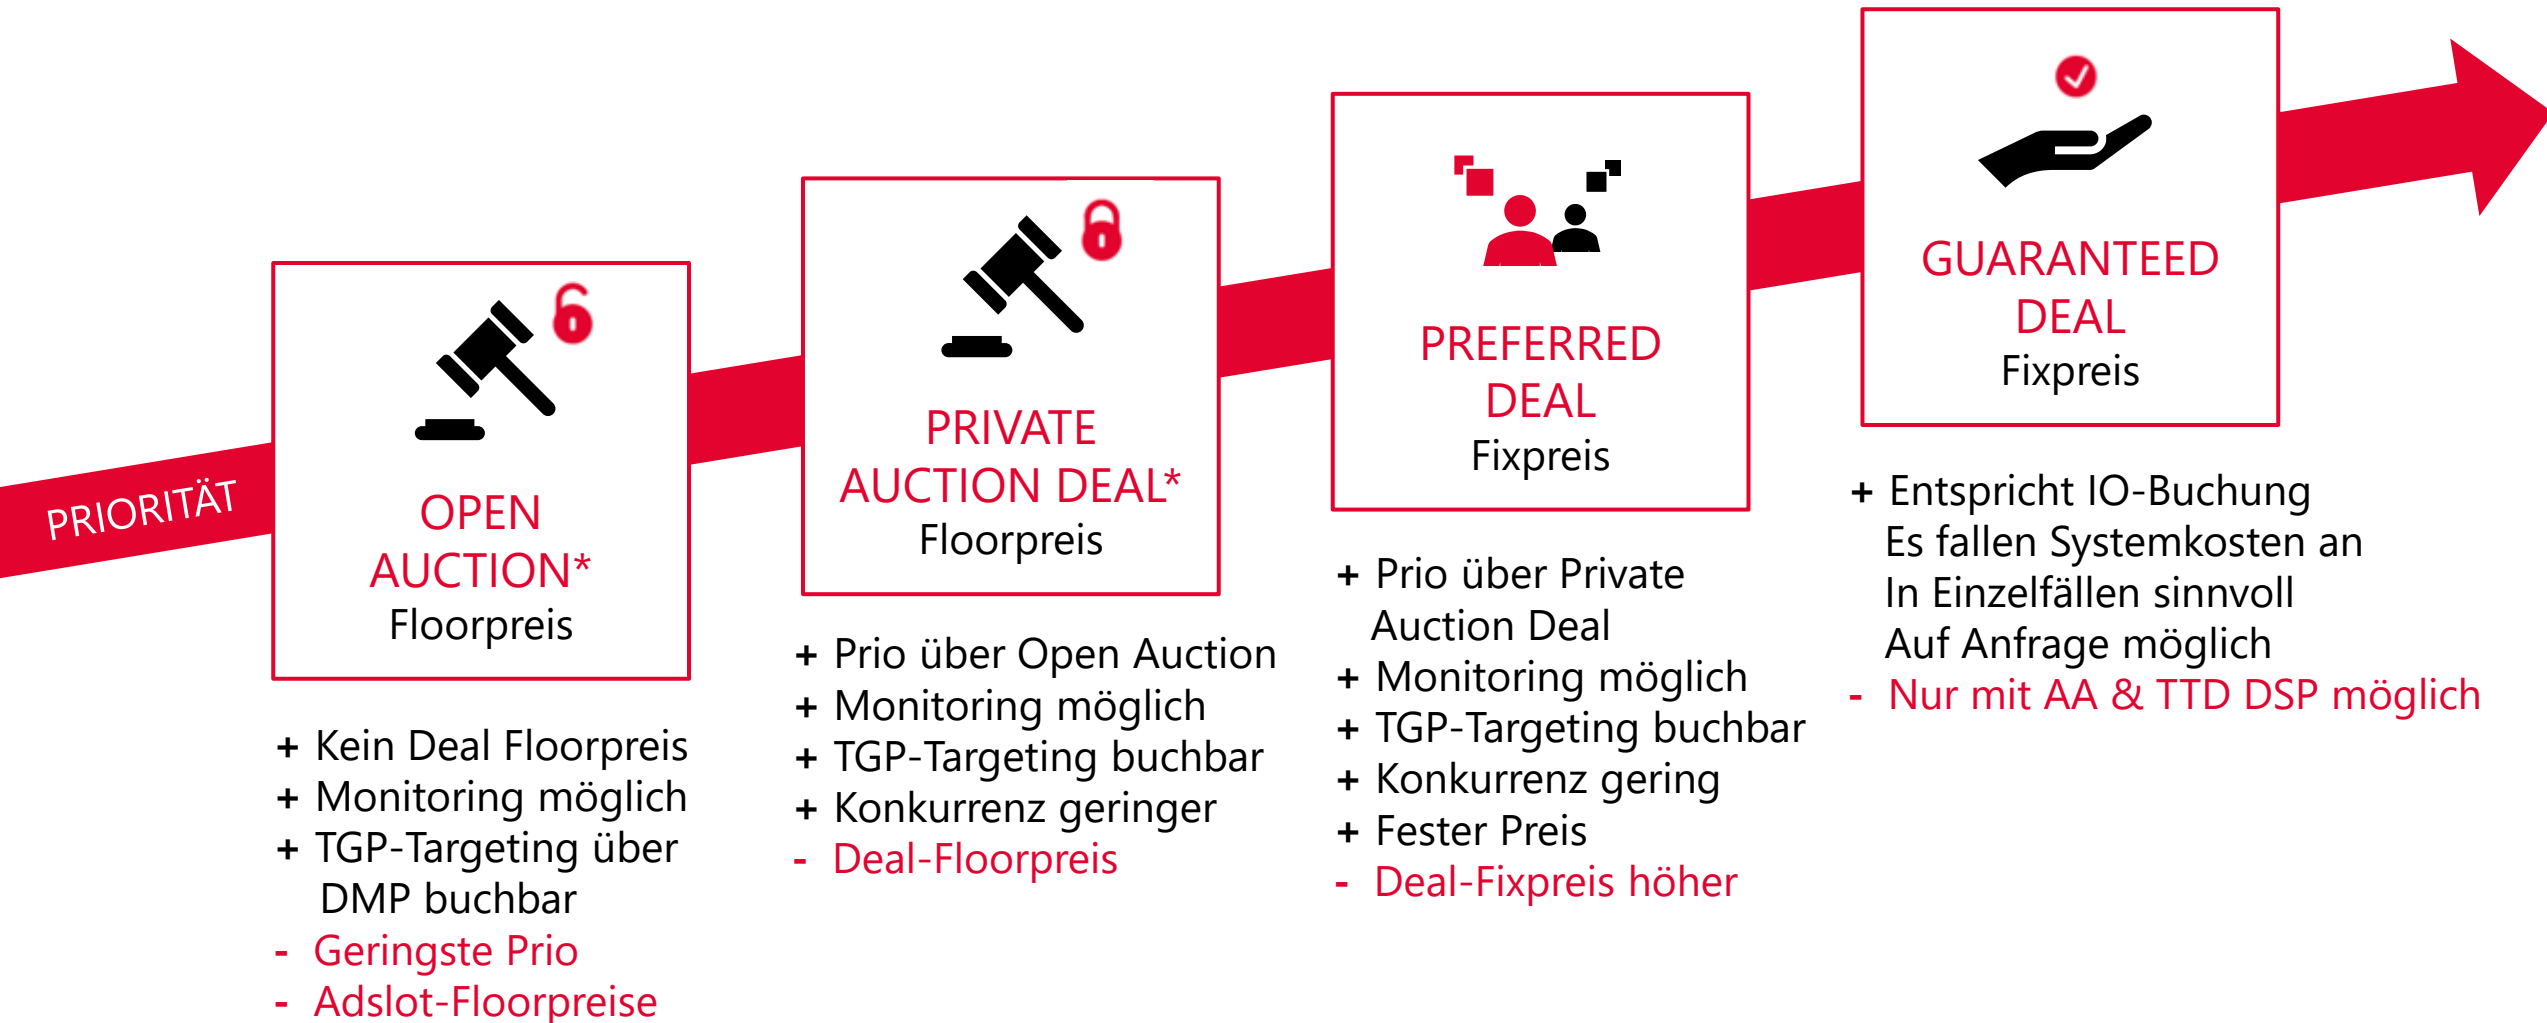 PRIORITÄT
OPEN
AUCTION*
Floorpreis
+ Kein Deal Floorpreis
+ Monitoring möglich
+ TGP-Targeting über
DMP buchbar
- Geringste Prio
- Adslot-Floorpreise
PRIVATE
AUCTION DEAL*
Floorpreis
+ Prio über Open Auction
+ Monitoring möglich
+ TGP-Targeting buchbar
+ Konkurrenz geringer
- Deal-Floorpreis
PREFERRED
DEAL
Fixpreis
+ Prio über Private
Auction Deal
+ Monitoring möglich
+ TGP-Targeting buchbar
+ Konkurrenz gering
+ Fester Preis
- Deal-Fixpreis höher
GUARANTEED
DEAL
Fixpreis
+ Entspricht IO-Buchung
Es fallen Systemkosten an
In Einzelfällen sinnvoll
Auf Anfrage möglich
- Nur mit AA & TTD DSP möglich